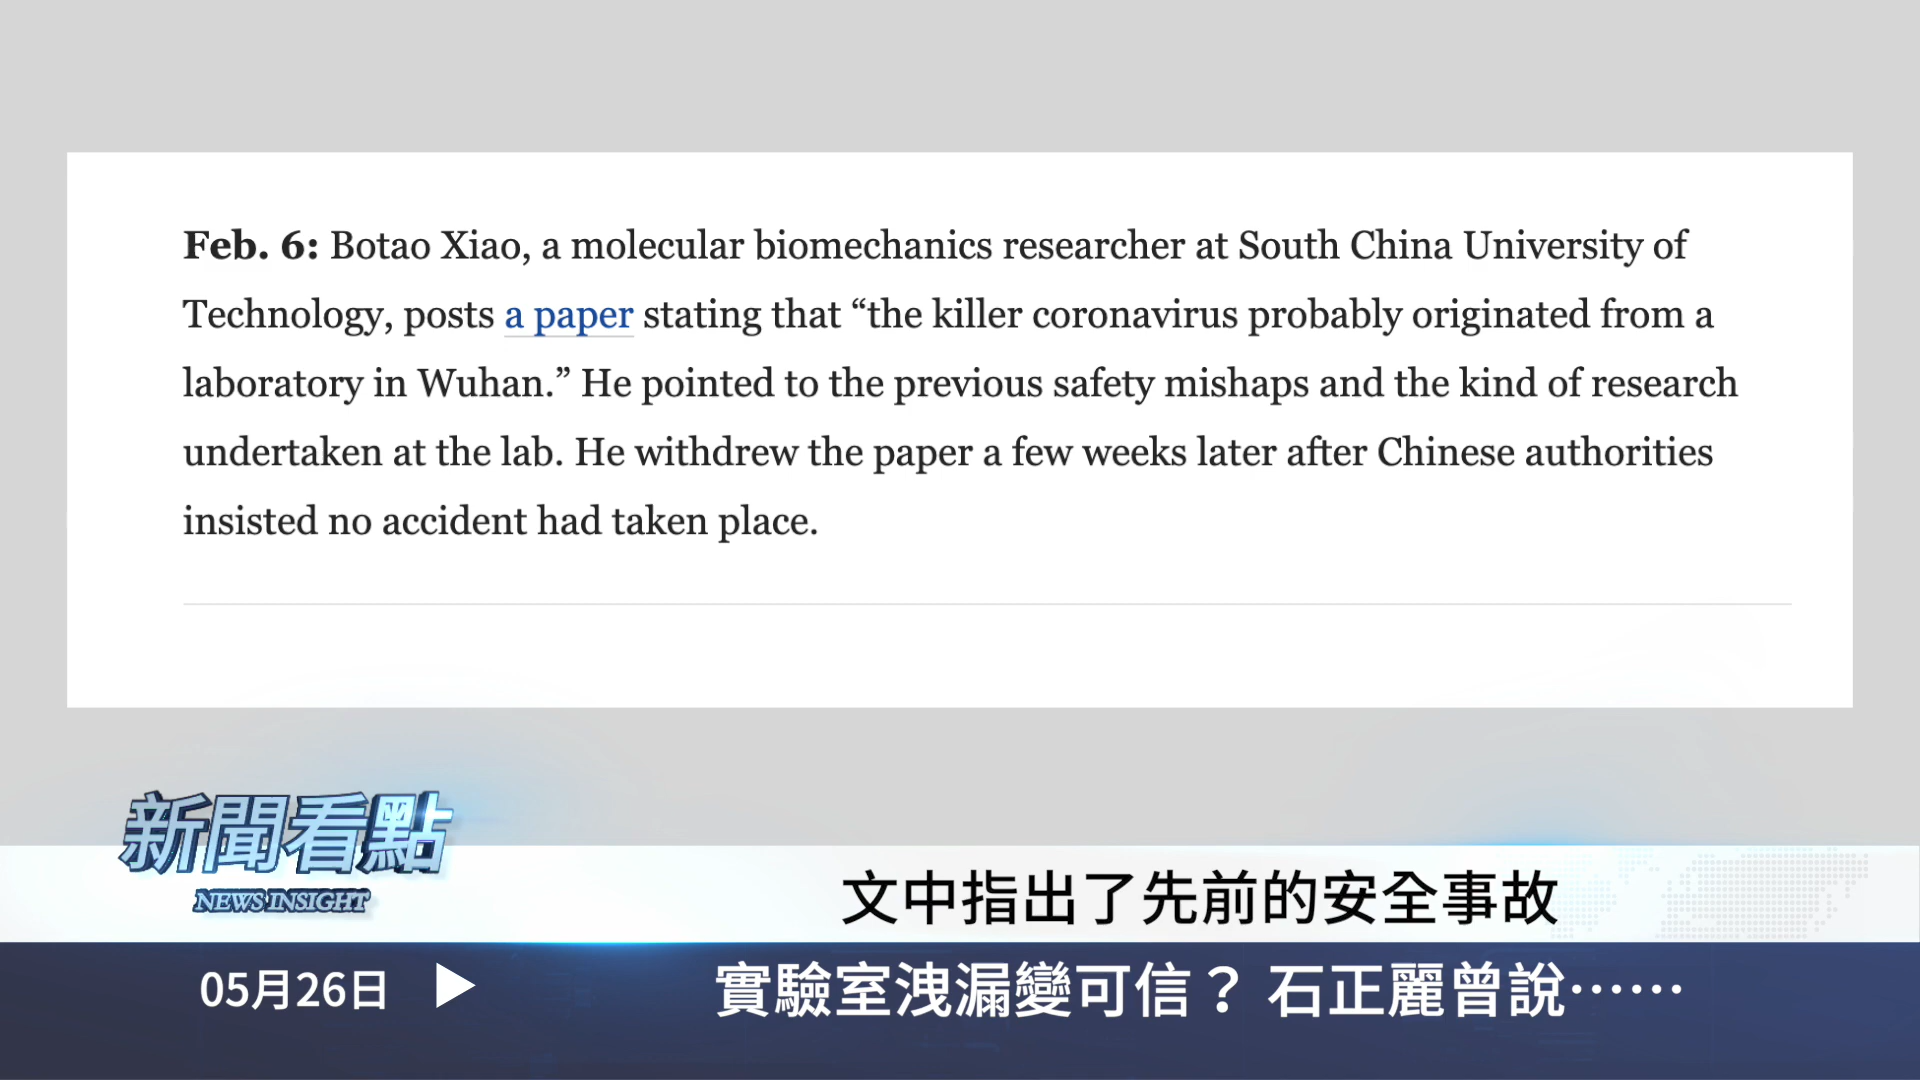 Feb. 6: Botao Xiao, a molecular biomechanics researcher at South China University of
Technology, posts a paper stating that “the killer coronavirus probably originated from a
laboratory in Wuhan.” He pointed to the previous safety mishaps and the kind of research
undertaken at the lab. He withdrew the paper a few weeks later after Chinese authorities
insisted no accident had taken place.
新聞看點
NEWS INSIGHT
文中指出了先前的安全事故
05月26日
實驗室洩漏變可信？ 石正麗曾說⋯⋯